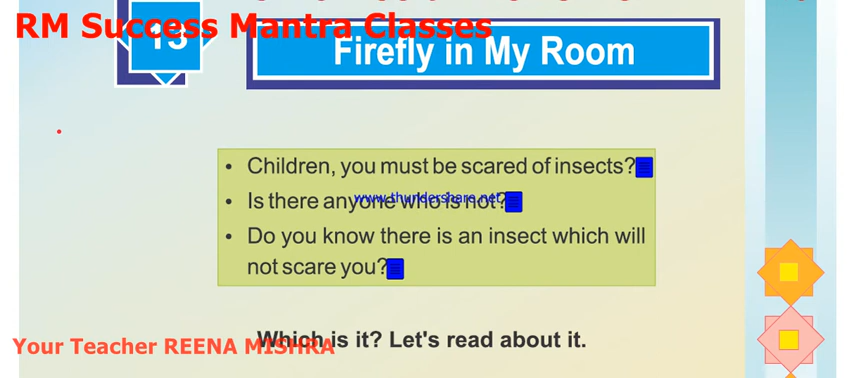 RM Success Mantra Classes
13
Firefly in My Room
• Children, you must be scared of insects?
• Is there anyone who is not?
www.thundershare.net
• Do you know there is an insect which will
not scare you?
Which is it? Let's read about it.
Your Teacher REENA MISHRA